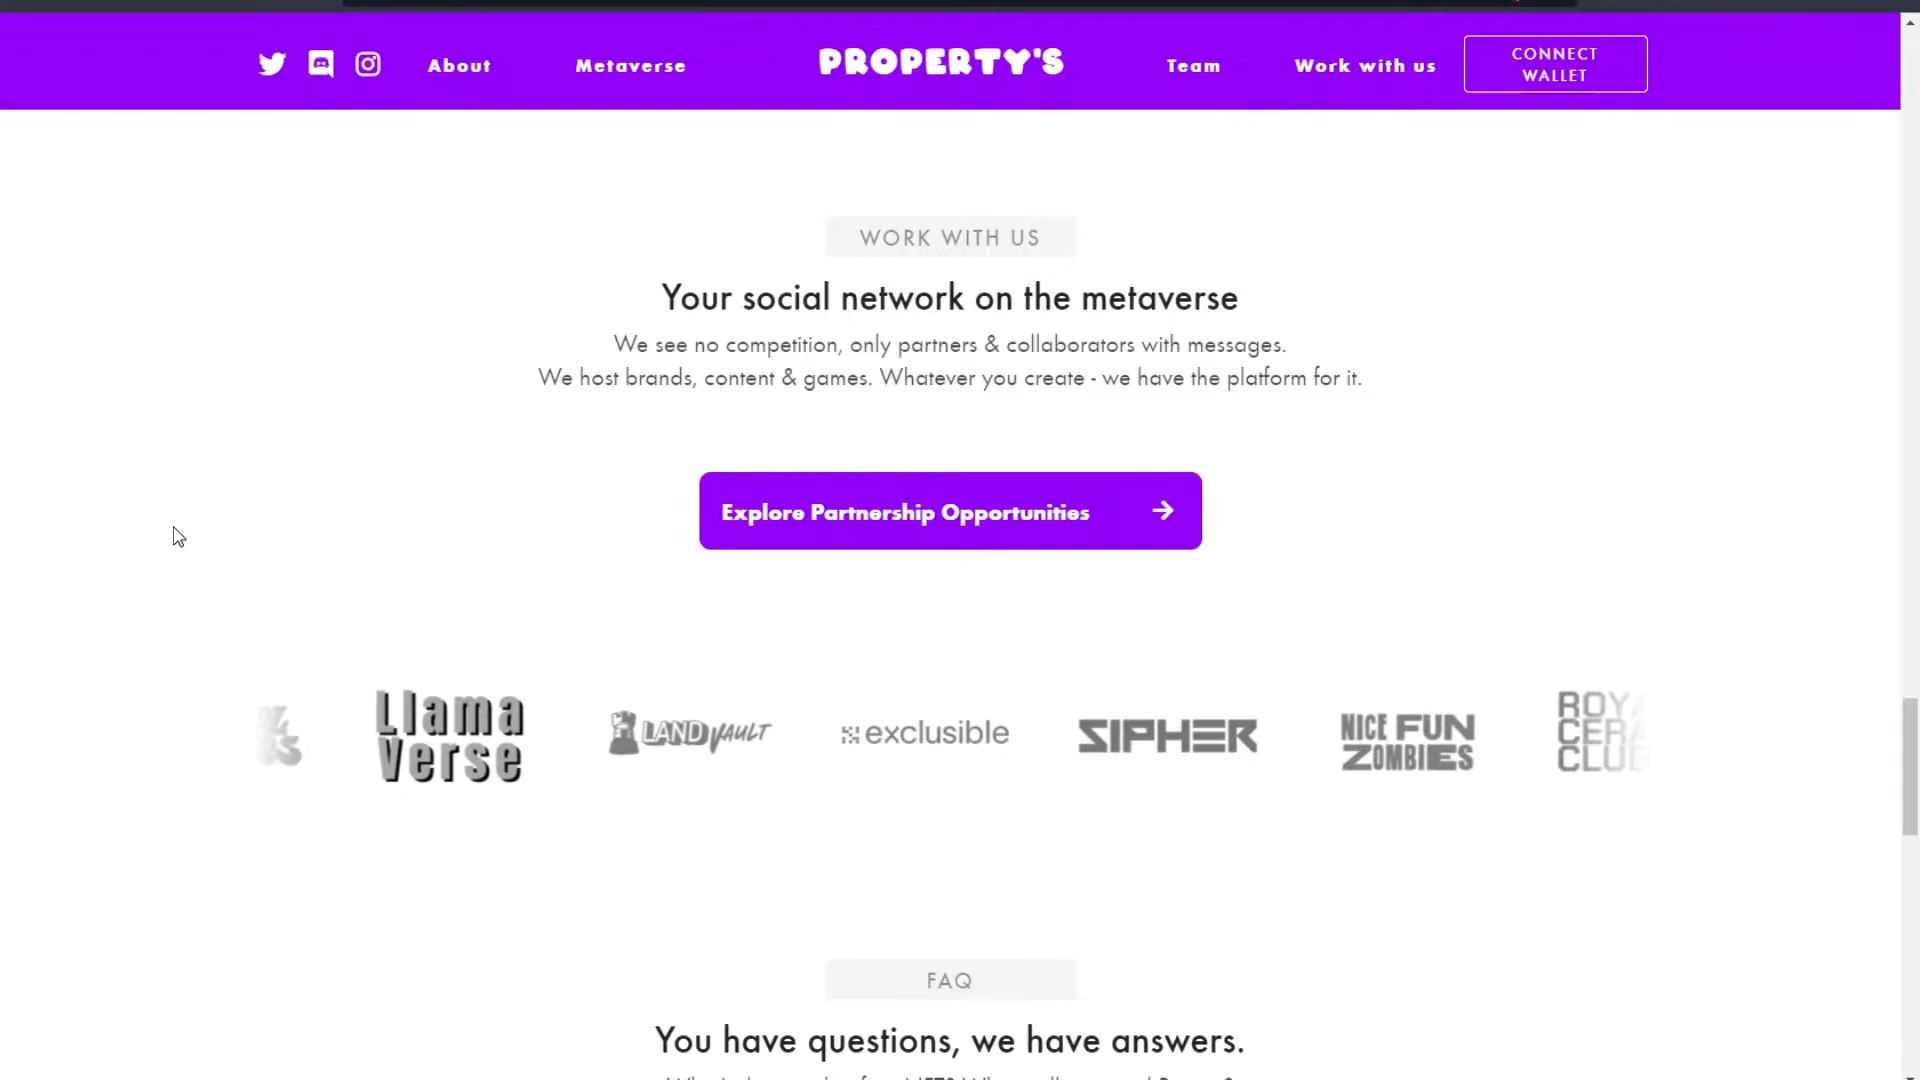 About
Metaverse
PROPERTY'S
Team
Work with us
CONNECT
WALLET
WORK WITH US
Your social network on the metaverse
We see no competition, only partners & collaborators with messages.
We host brands, content & games. Whatever you create - we have the platform for it.
Explore Partnership Opportunities
Llama
Verse
LAND VAULT
exclusible
SIPHER
NICE FUN
ZOMBIES
ROY
CERA
CLUB
FAQ
You have questions, we have answers.